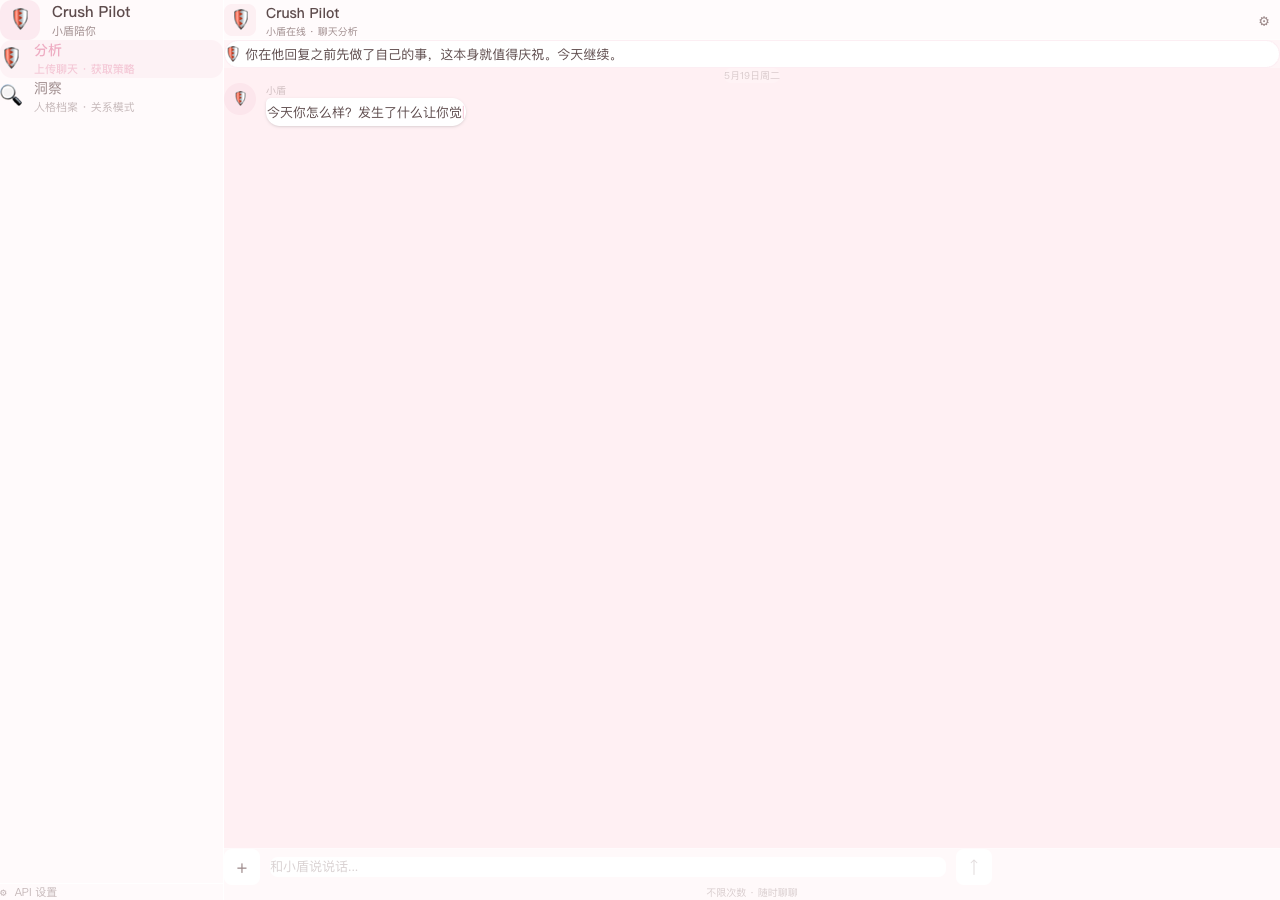 Crush Pilot
小盾陪你
分析
上传聊天 · 获取策略
洞察
人格档案 · 关系模式
API 设置
Crush Pilot
小盾在线 · 聊天分析
你在他回复之前先做了自己的事，这本身就值得庆祝。今天继续。
5月19日周二
小盾
今天你怎么样？发生了什么让你觉
和小盾说说话...
不限次数 · 随时聊聊